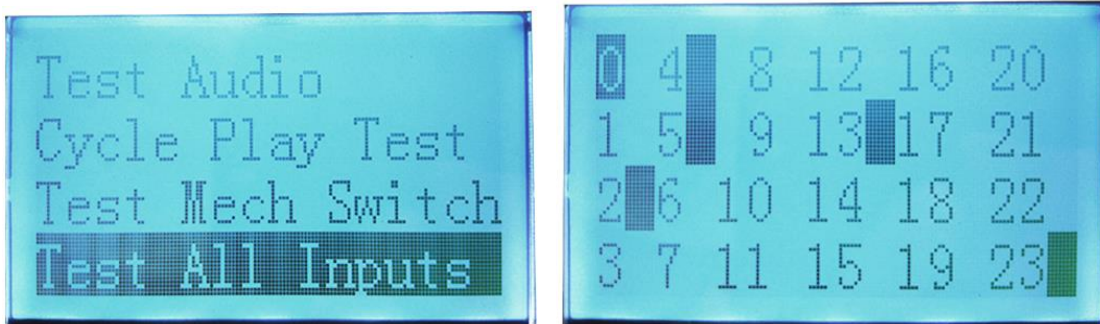 Test Audio
Cycle Play Test
Test Mech Switch
Test All Inputs
0 4 8 12 16 20
1 5 9 13 17 21
2 6 10 14 18 22
3 7 11 15 19 23